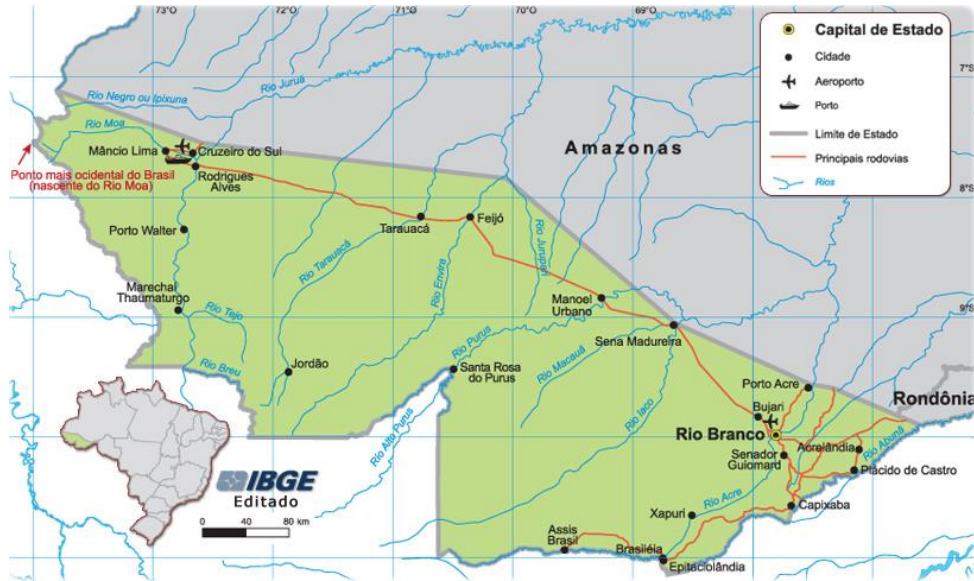 73°O
72°O
71°O
70°O
69°O
Capital de Estado
Cidade
Aeroporto
Porto
Limite de Estado
Principais rodovias
Rios
7°S
8°S
9°S
Rio Negro ou Ipixuna
Rio Juruá
Rio Moa
Mâncio Lima
Cruzeiro do Sul
Rodrigues
Alves
Ponto mais ocidental do Brasil
(nascente do Rio Moa)
Amazonas
Porto Walter
Tarauacá
Feijó
Rio Tarauacá
Rio Envira
Rio Jurupari
Marechal
Thaumaturgo
Rio Tejo
Rio Breu
Jordão
Manoel
Urbano
Rio Purus
Santa Rosa
do Purus
Rio Macauã
Sena Madureira
Rio Iaco
Rio Alto Purus
Porto Acre
Bujari
Rio Branco
Rondônia
Senador
Guiomard
Acrelândia
Rio Abunã
Plácido de Castro
Rio Acre
Xapuri
Capixaba
Assis
Brasil
Brasiléia
Epitaciolândia
IBGE
Editado
0 40 80 km